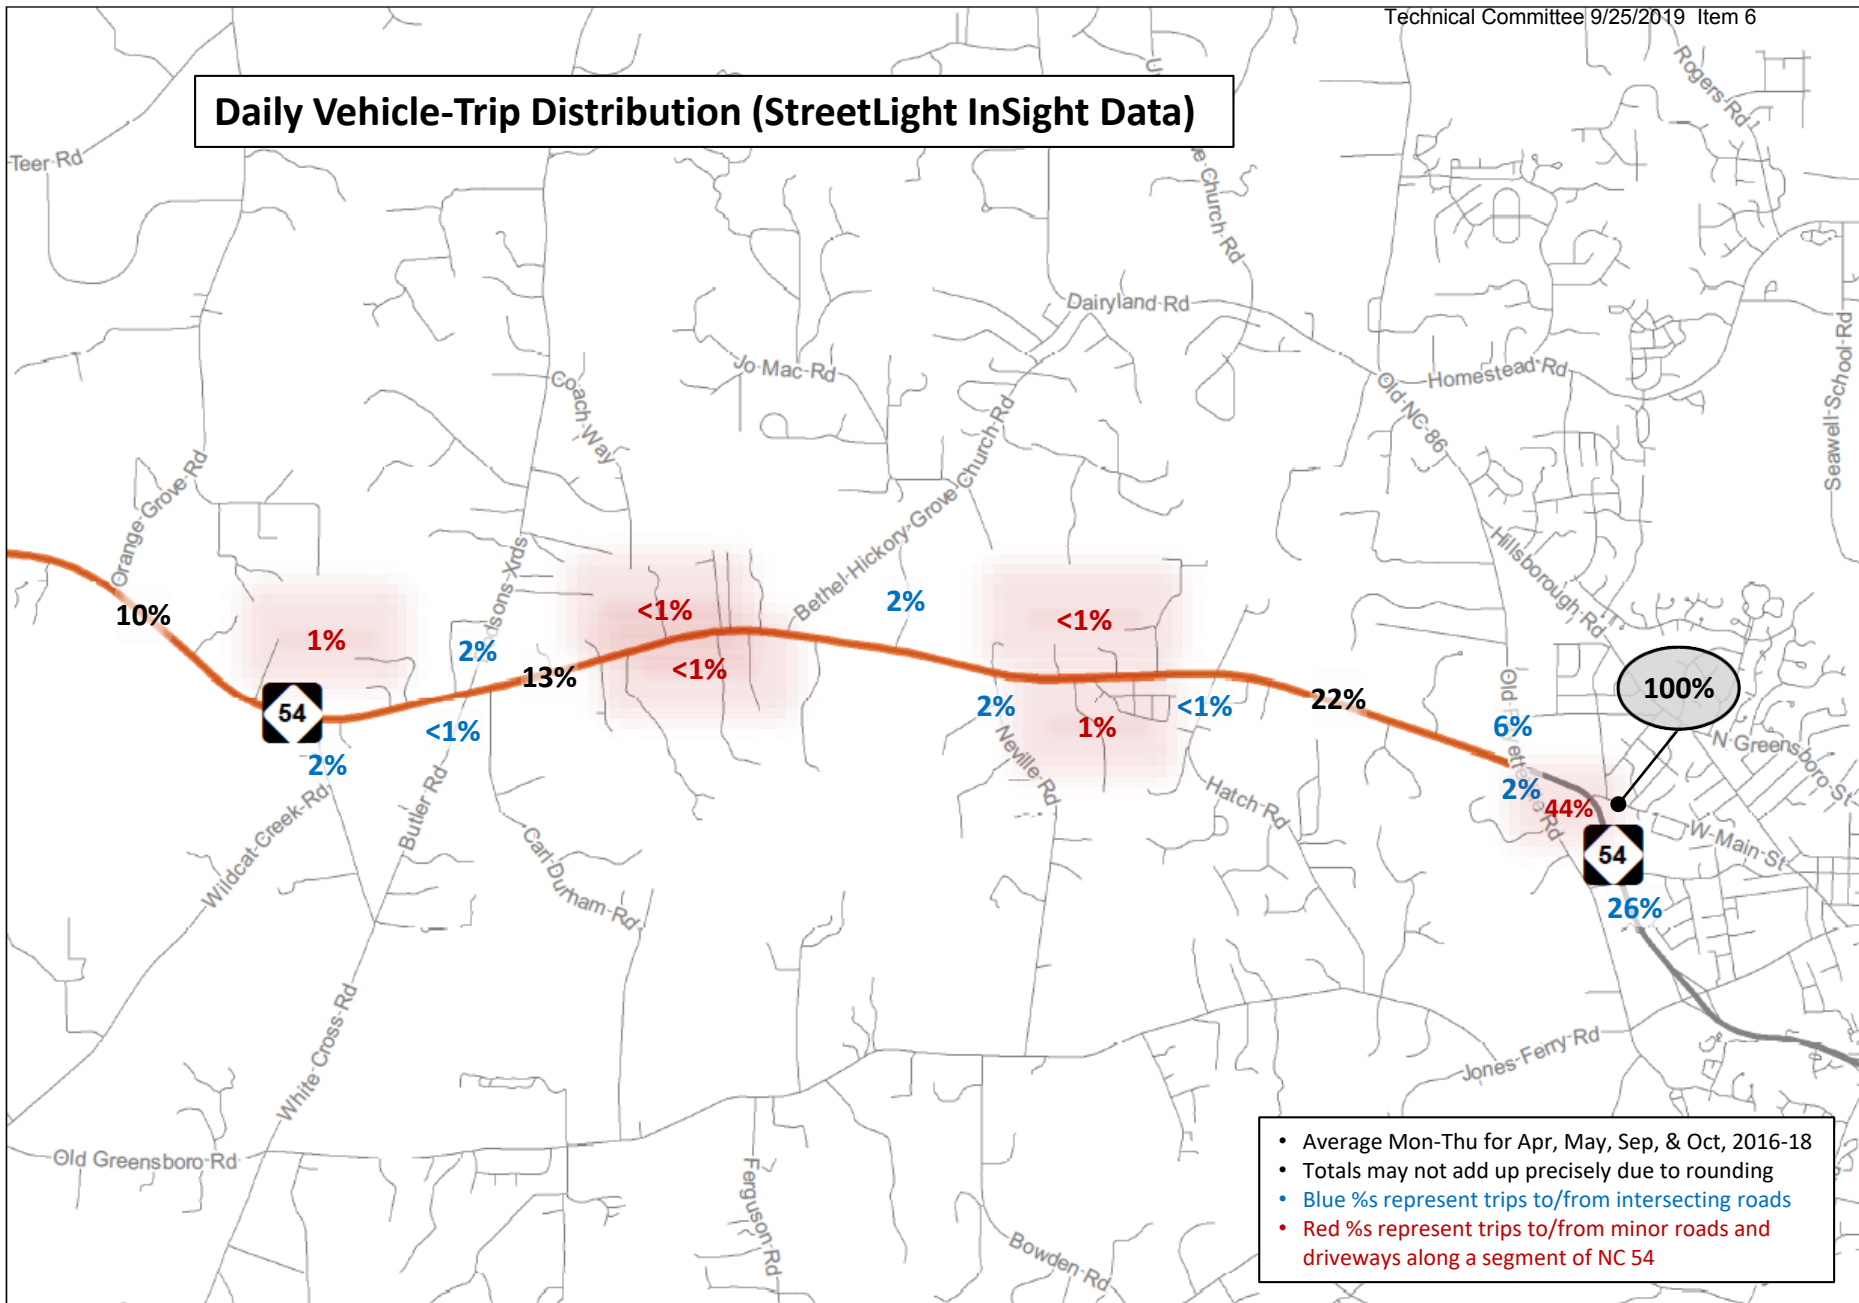 Technical Committee 9/25/2019 Item 6
Daily Vehicle-Trip Distribution (StreetLight InSight Data)
Rogers Rd
Teer Rd
Church Rd
Dairyland Rd
Jo Mac Rd
Homestead Rd
Seawell School Rd
Coach Way
Old NC 86
Orange Grove Rd
Bethel Hickory Grove Church Rd
Hillsborough Rd
Xrds
10%
1%
<1%
<1%
2%
<1%
2%
13%
22%
100%
54
<1%
2%
2%
1%
<1%
6%
N Greensboro St
2%
44%
Neville Rd
Hatch Rd
Wildcat Creek Rd
Butler Rd
Carl Durham Rd
W Main St
54
26%
White Cross Rd
Jones Ferry Rd
Old Greensboro Rd
Ferguson Rd
Bowden Rd
• Average Mon-Thu for Apr, May, Sep, & Oct, 2016-18
• Totals may not add up precisely due to rounding
• Blue %s represent trips to/from intersecting roads
• Red %s represent trips to/from minor roads and
driveways along a segment of NC 54